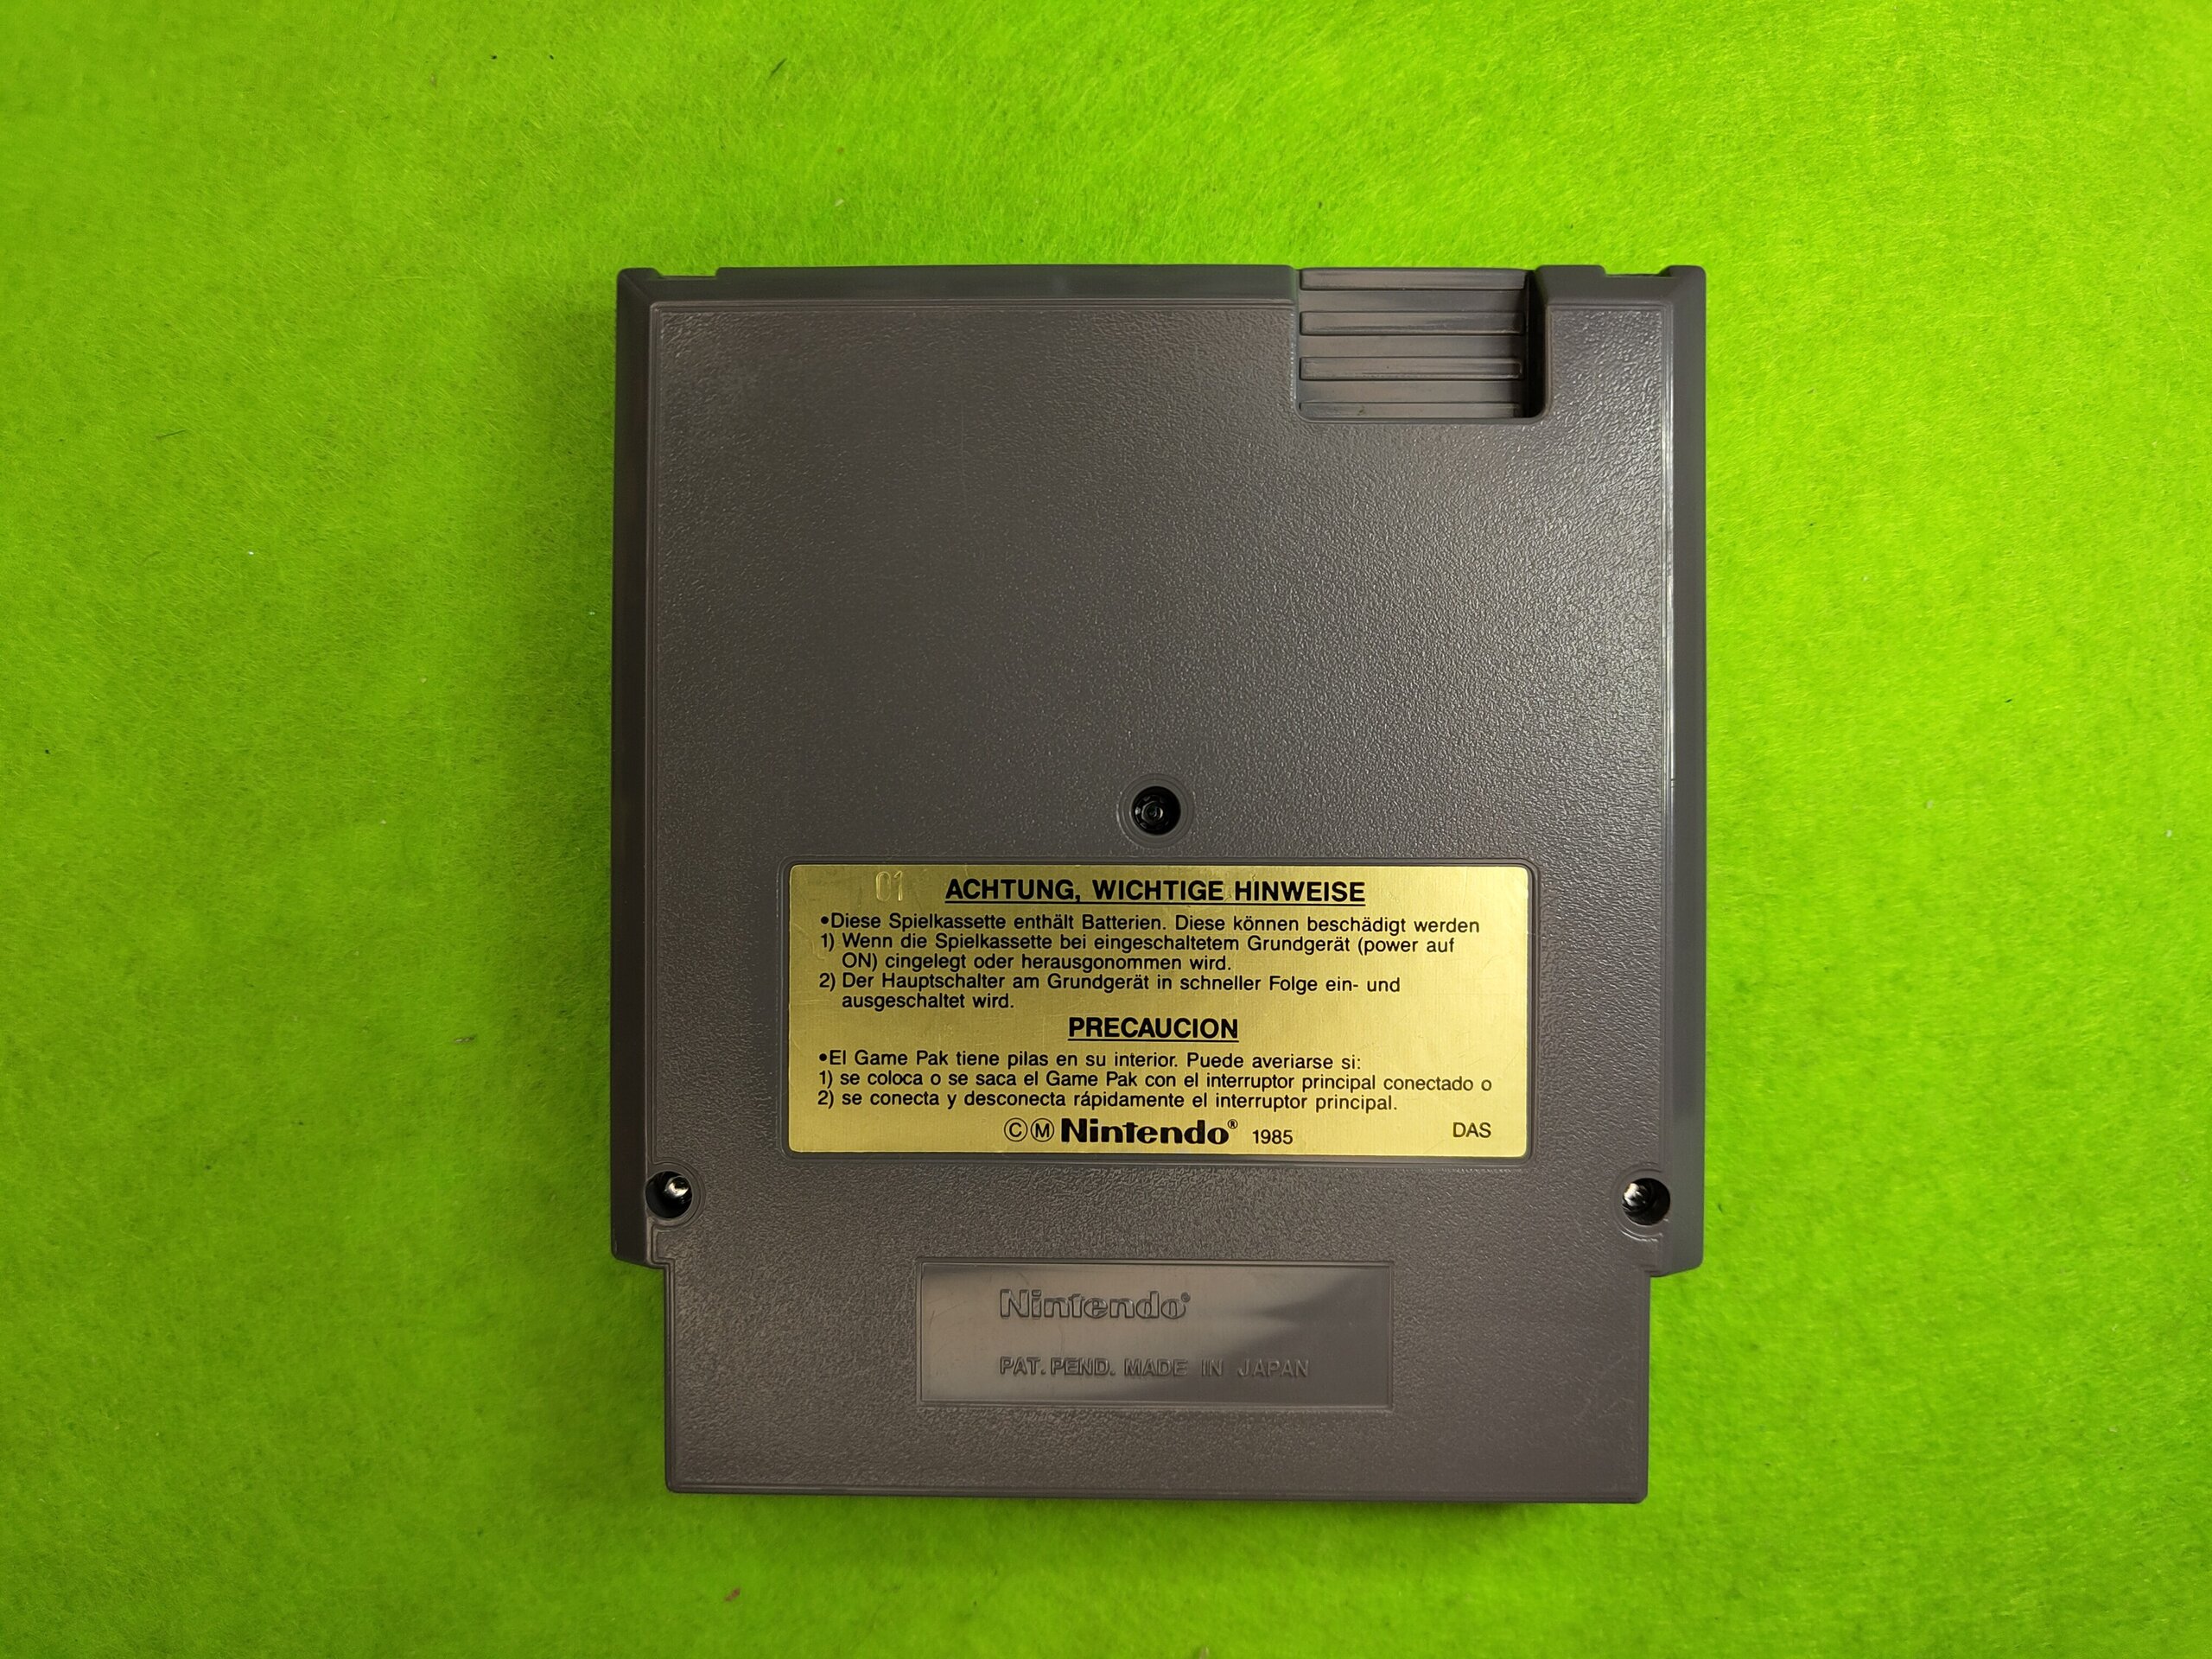 01
ACHTUNG, WICHTIGE HINWEISE
•Diese Spielkassette enthält Batterien. Diese können beschädigt werden
1) Wenn die Spielkassette bei eingeschaltetem Grundgerät (power auf
ON) cingelegt oder herausgonommen wird.
2) Der Hauptschalter am Grundgerät in schneller Folge ein- und
ausgeschaltet wird.
PRECAUCION
•El Game Pak tiene pilas en su interior. Puede averiarse si:
1) se coloca o se saca el Game Pak con el interruptor principal conectado o
2) se conecta y desconecta rápidamente el interruptor principal.
©Ⓜ Nintendo® 1985 DAS
Nintendo®
PAT. PEND. MADE IN JAPAN